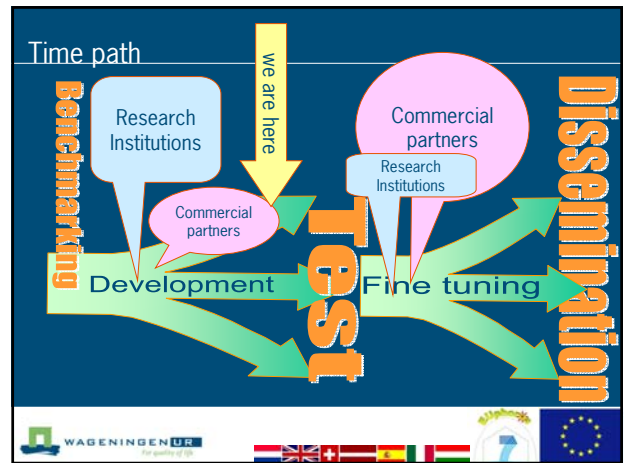 Time path
Benchmarking
Research
Institutions
Commercial
partners
we are here
Development
Test
Commercial
partners
Research
Institutions
Fine tuning
Dissemination
WAGENINGEN UR
For quality of life
7